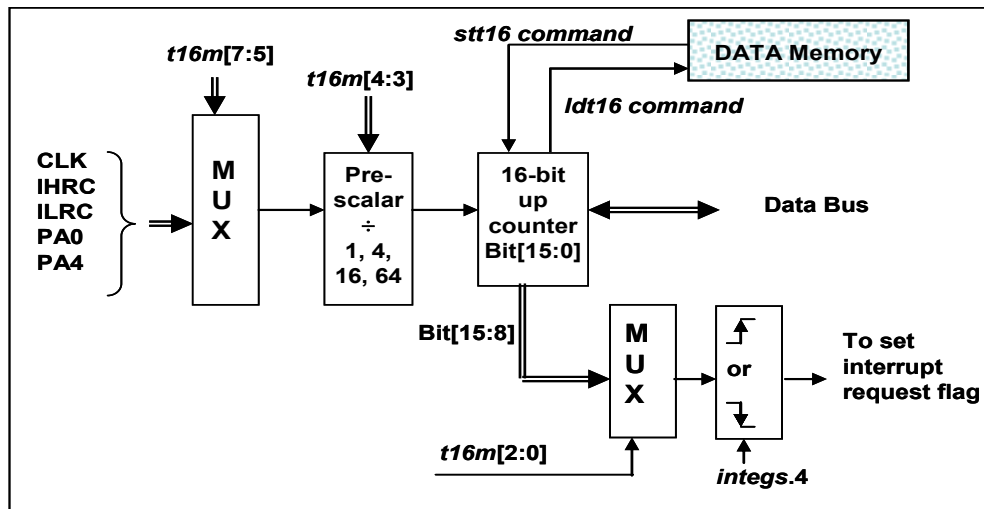 stt16 command
DATA Memory
t16m[7:5]
t16m[4:3]
ldt16 command
CLK
IHRC
ILRC
PA0
PA4
M
U
X
Pre-
scalar
÷
1, 4,
16, 64
16-bit
up
counter
Bit[15:0]
Data Bus
Bit[15:8]
M
U
X
or
To set
interrupt
request flag
t16m[2:0]
integs.4